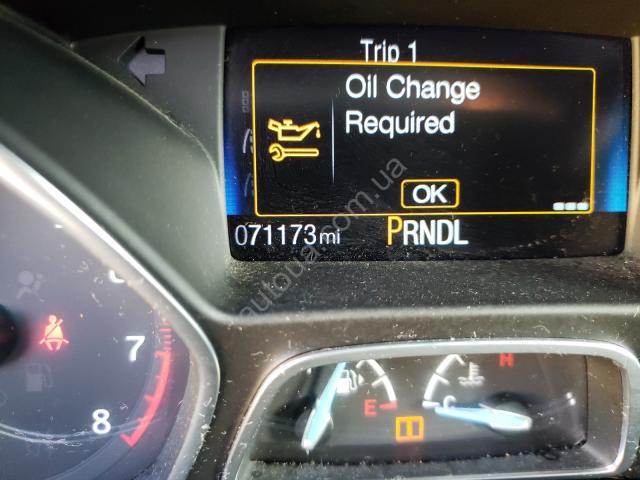 Trip 1
Oil Change
Required
OK
071173mi
PRNDL
7
8
E
C
H
autoua.com.ua